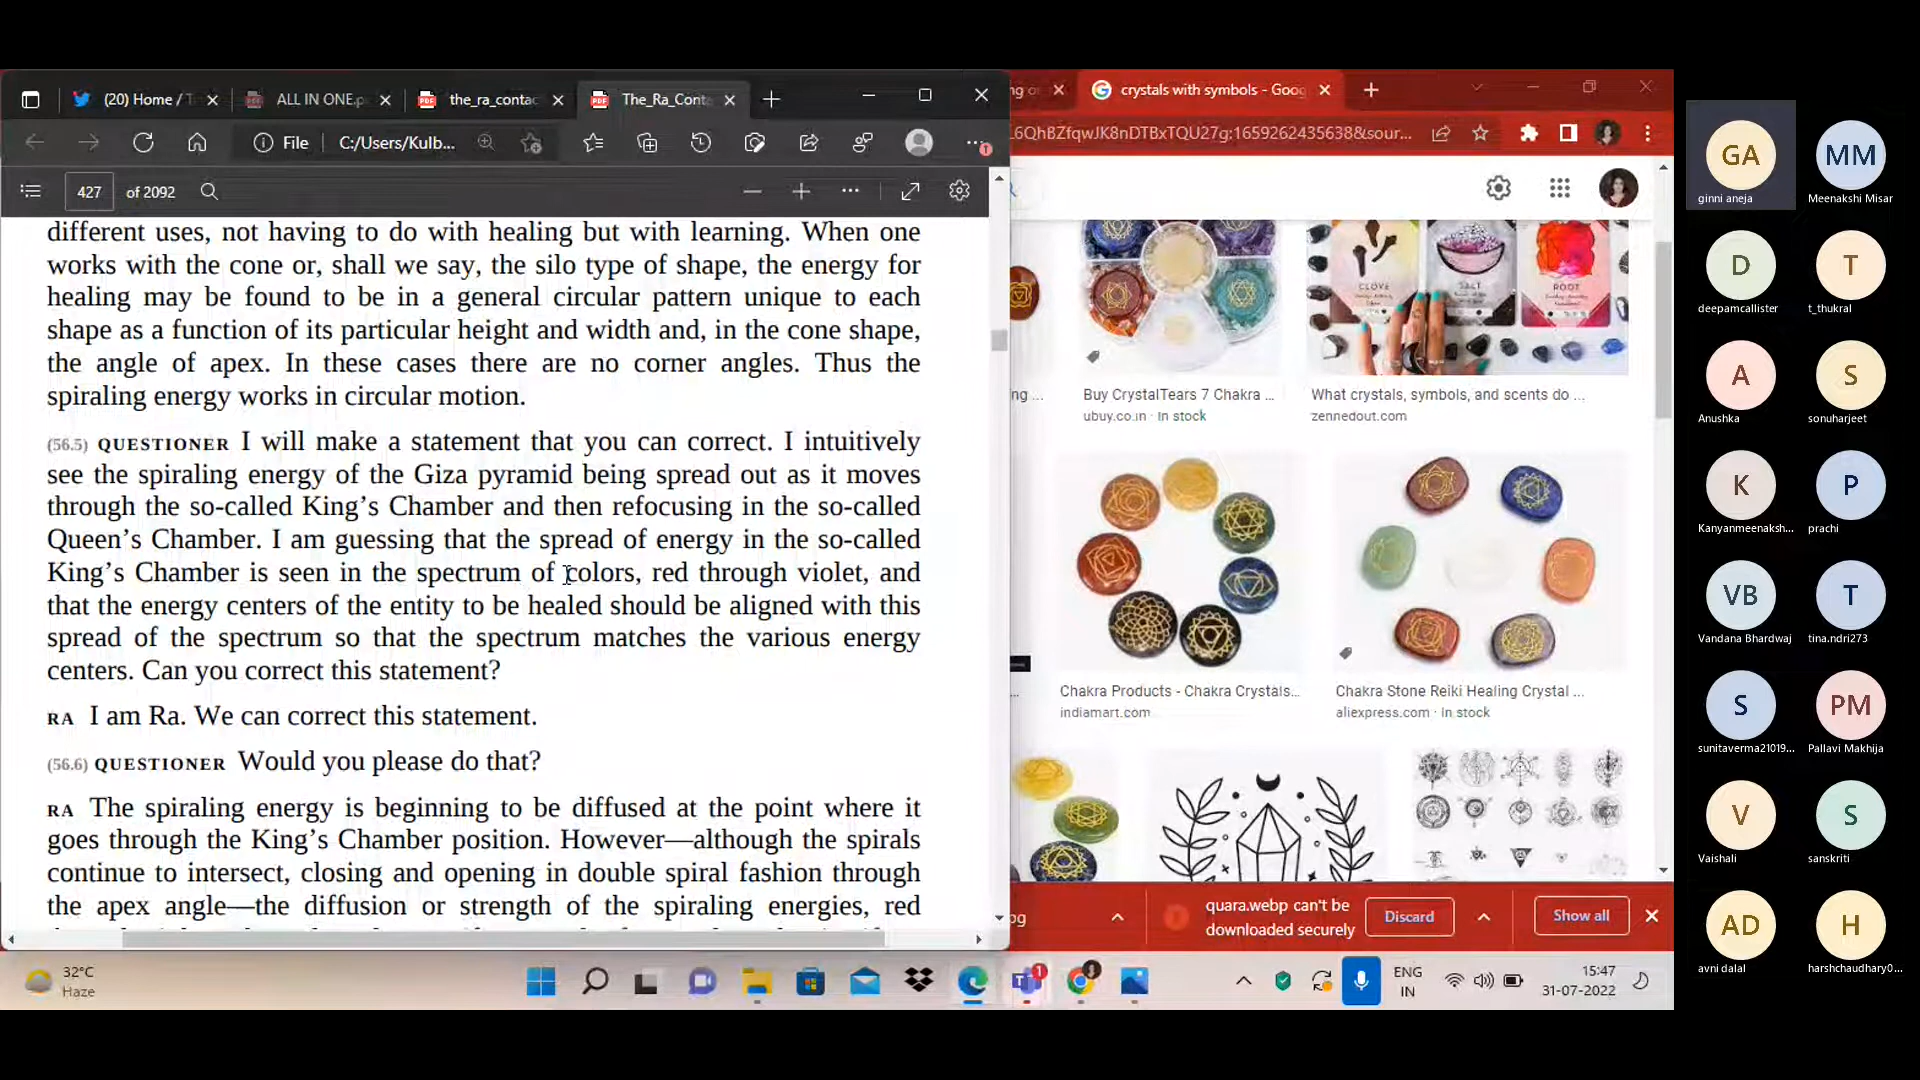 (20) Home / T
ALL IN ONE.p
the_ra_contac
The_Ra_Cont
File
C:/Users/Kulb...
427
of 2092
different uses, not having to do with healing but with learning. When one
works with the cone or, shall we say, the silo type of shape, the energy for
healing may be found to be in a general circular pattern unique to each
shape as a function of its particular height and width and, in the cone shape,
the angle of apex. In these cases there are no corner angles. Thus the
spiraling energy works in circular motion.
(56.5) QUESTIONER I will make a statement that you can correct. I intuitively
see the spiraling energy of the Giza pyramid being spread out as it moves
through the so-called King’s Chamber and then refocusing in the so-called
Queen’s Chamber. I am guessing that the spread of energy in the so-called
King’s Chamber is seen in the spectrum of colors, red through violet, and
that the energy centers of the entity to be healed should be aligned with this
spread of the spectrum so that the spectrum matches the various energy
centers. Can you correct this statement?
RA I am Ra. We can correct this statement.
(56.6) QUESTIONER Would you please do that?
RA The spiraling energy is beginning to be diffused at the point where it
goes through the King’s Chamber position. However—although the spirals
continue to intersect, closing and opening in double spiral fashion through
the apex angle—the diffusion or strength of the spiraling energies, red
crystals with symbols - Goog
L6QhBZfqwJK8nDTBxTQU27g:1659262435638&sour...
CLOVE
SALT
ROOT
ng ...
Buy CrystalTears 7 Chakra ...
ubuy.co.in · In stock
What crystals, symbols, and scents do ...
zennedout.com
Chakra Products - Chakra Crystals...
indiamart.com
Chakra Stone Reiki Healing Crystal ...
aliexpress.com · In stock
quara.webp can't be
downloaded securely
Discard
Show all
32°C
Haze
1
ENG
IN
15:47
31-07-2022
GA
ginni aneja
MM
Meenakshi Misar
D
deepamcallister
T
t_thukral
A
Anushka
S
sonuharjeet
K
Kanyanmeenaksh...
P
prachi
VB
Vandana Bhardwaj
T
tina.ndri273
S
sunitaverma21019...
PM
Pallavi Makhija
V
Vaishali
S
sanskriti
AD
avni dalal
H
harshchaudhary0...